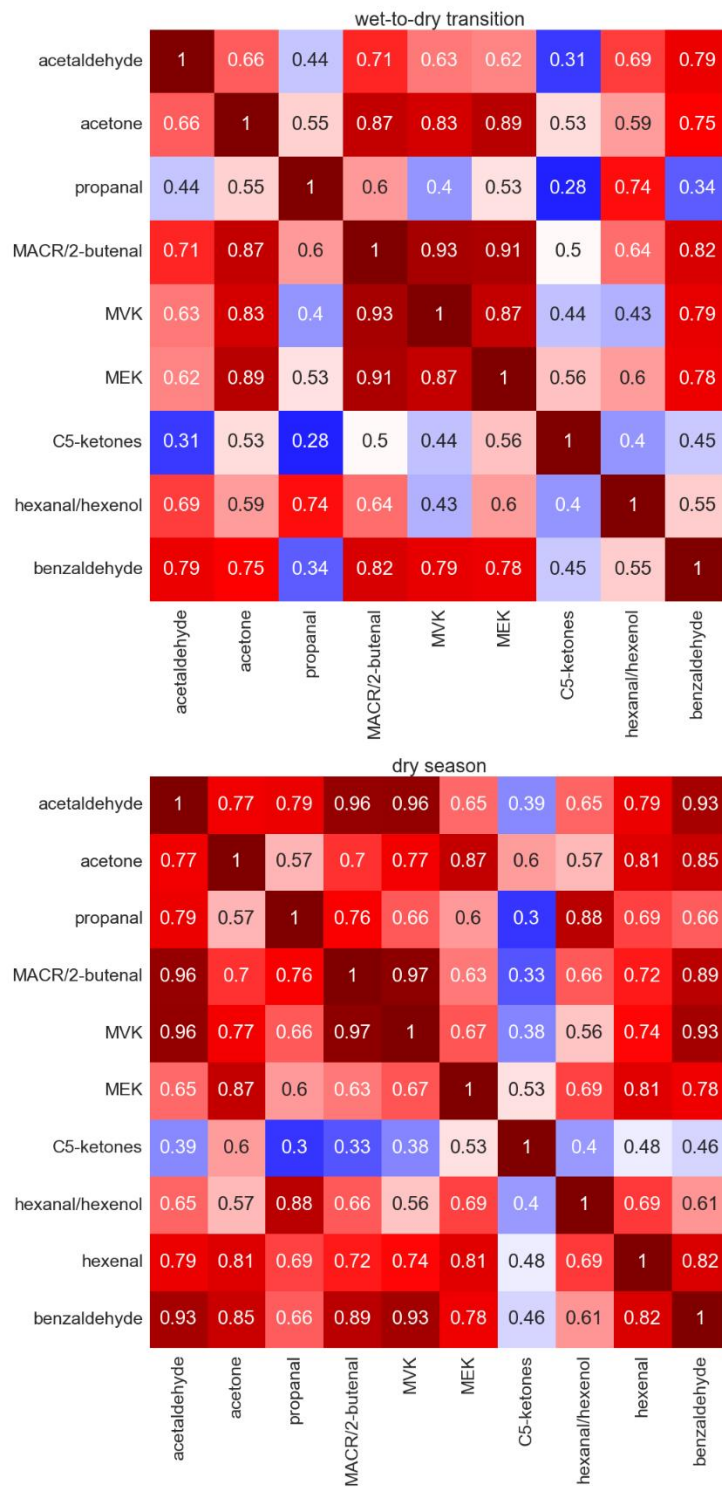 wet-to-dry transition
acetaldehyde 1 0.66 0.44 0.71 0.63 0.62 0.31 0.69 0.79
acetone 0.66 1 0.55 0.87 0.83 0.89 0.53 0.59 0.75
propanal 0.44 0.55 1 0.6 0.4 0.53 0.28 0.74 0.34
MACR/2-butenal 0.71 0.87 0.6 1 0.93 0.91 0.5 0.64 0.82
MVK 0.63 0.83 0.4 0.93 1 0.87 0.44 0.43 0.79
MEK 0.62 0.89 0.53 0.91 0.87 1 0.56 0.6 0.78
C5-ketones 0.31 0.53 0.28 0.5 0.44 0.56 1 0.4 0.45
hexanal/hexenol 0.69 0.59 0.74 0.64 0.43 0.6 0.4 1 0.55
benzaldehyde 0.79 0.75 0.34 0.82 0.79 0.78 0.45 0.55 1
acetaldehyde
acetone
propanal
MACR/2-butenal
MVK
MEK
C5-ketones
hexanal/hexenol
benzaldehyde
dry season
acetaldehyde 1 0.77 0.79 0.96 0.96 0.65 0.39 0.65 0.79 0.93
acetone 0.77 1 0.57 0.7 0.77 0.87 0.6 0.57 0.81 0.85
propanal 0.79 0.57 1 0.76 0.66 0.6 0.3 0.88 0.69 0.66
MACR/2-butenal 0.96 0.7 0.76 1 0.97 0.63 0.33 0.66 0.72 0.89
MVK 0.96 0.77 0.66 0.97 1 0.67 0.38 0.56 0.74 0.93
MEK 0.65 0.87 0.6 0.63 0.67 1 0.53 0.69 0.81 0.78
C5-ketones 0.39 0.6 0.3 0.33 0.38 0.53 1 0.4 0.48 0.46
hexanal/hexenol 0.65 0.57 0.88 0.66 0.56 0.69 0.4 1 0.69 0.61
hexenal 0.79 0.81 0.69 0.72 0.74 0.81 0.48 0.69 1 0.82
benzaldehyde 0.93 0.85 0.66 0.89 0.93 0.78 0.46 0.61 0.82 1
acetaldehyde
acetone
propanal
MACR/2-butenal
MVK
MEK
C5-ketones
hexanal/hexenol
hexenal
benzaldehyde